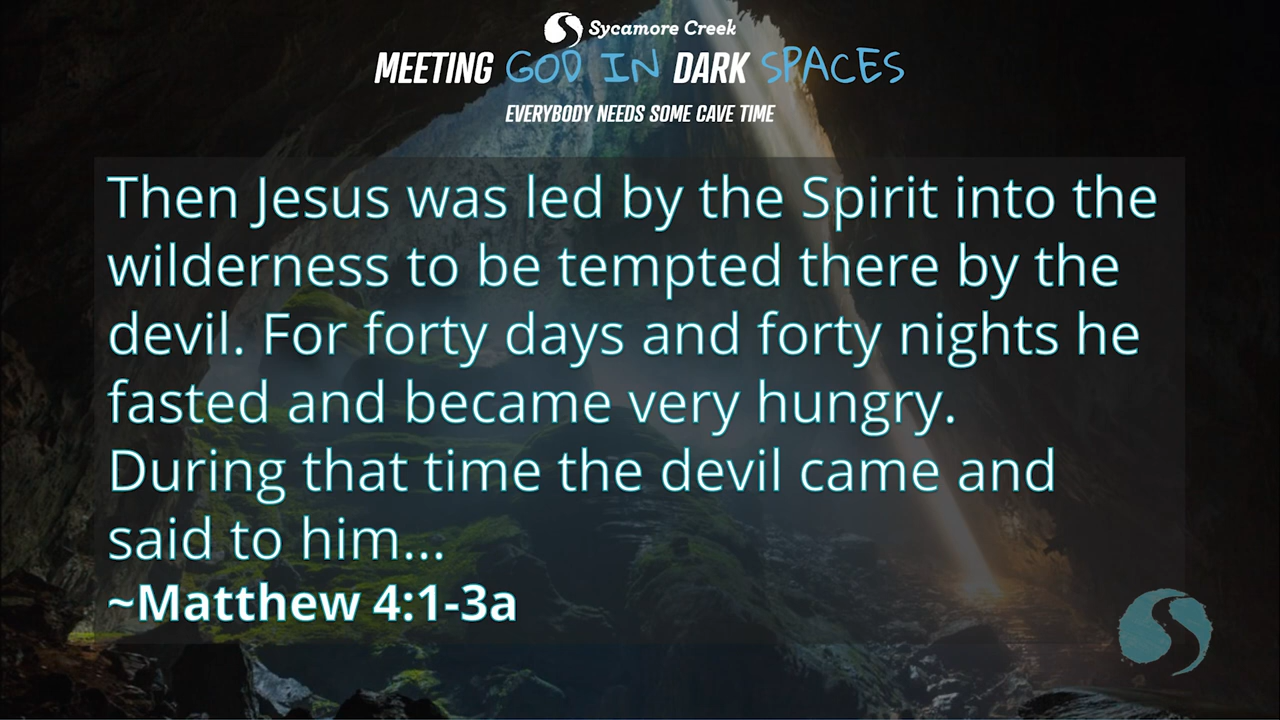 Sycamore Creek
MEETING GOD IN DARK SPACES
EVERYBODY NEEDS SOME CAVE TIME
Then Jesus was led by the Spirit into the
wilderness to be tempted there by the
devil. For forty days and forty nights he
fasted and became very hungry.
During that time the devil came and
said to him...
~Matthew 4:1-3a